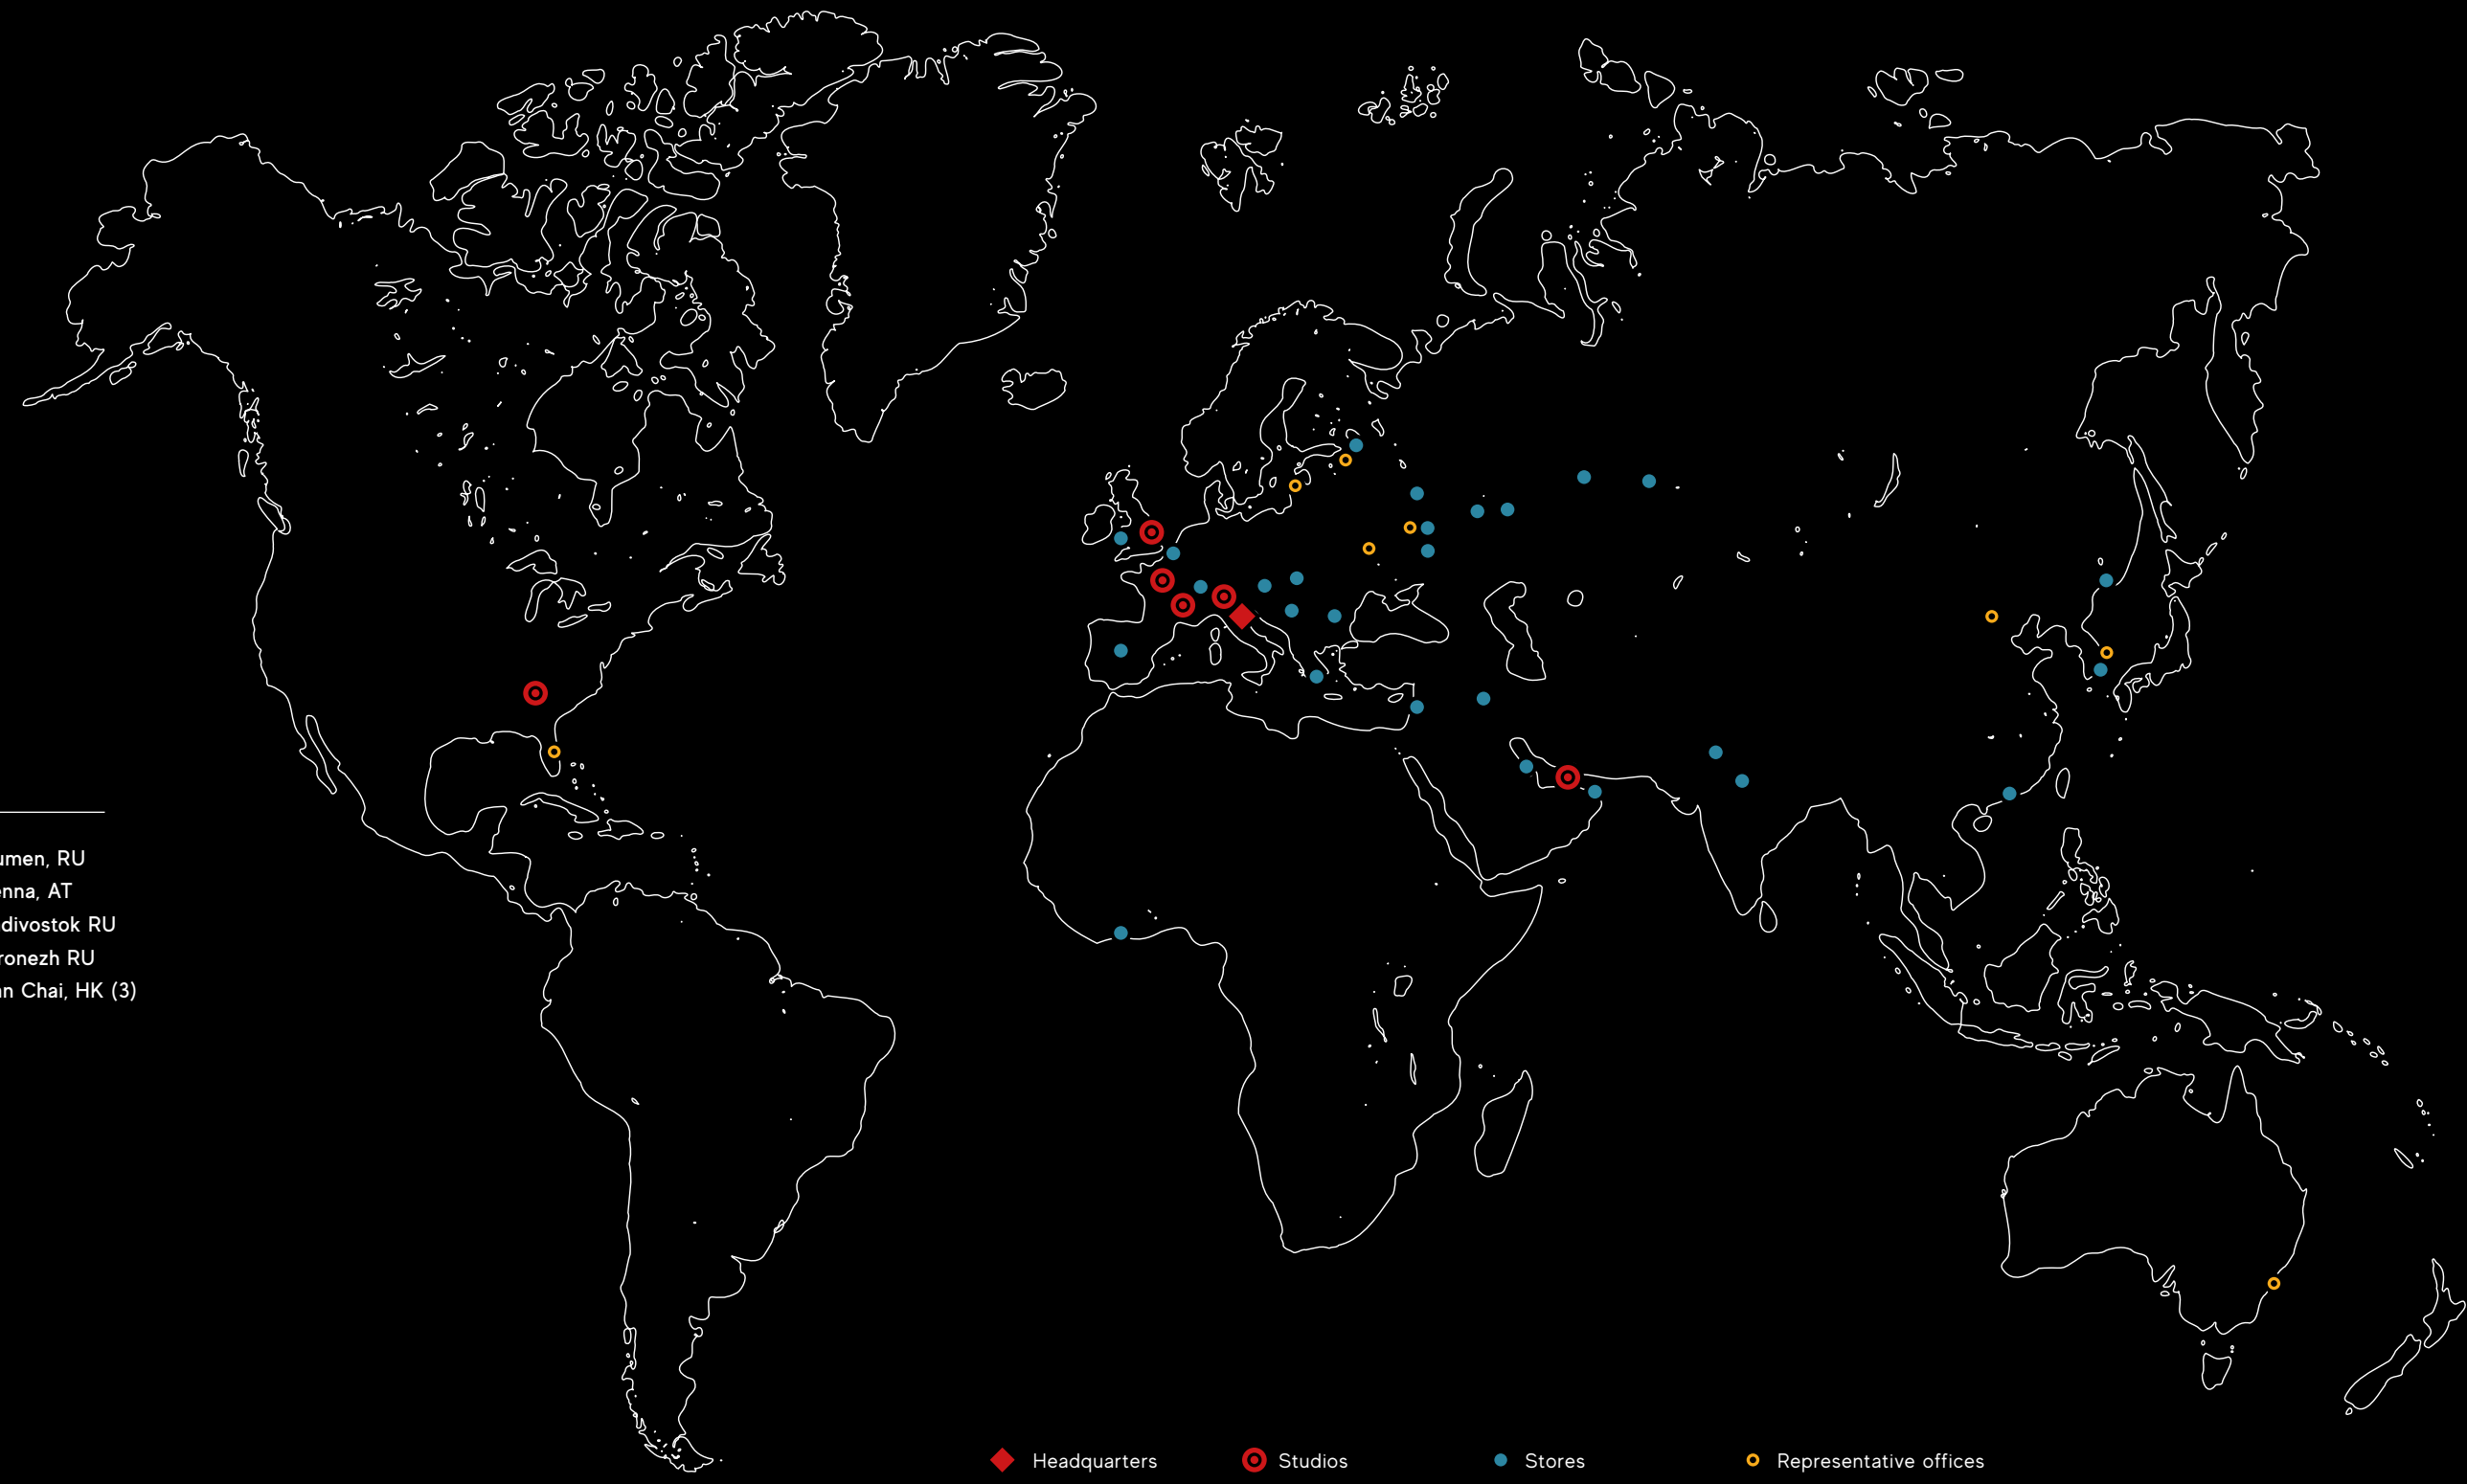 umen, RU
enna, AT
divostok RU
ronezh RU
n Chai, HK (3)
Headquarters
Studios
Stores
Representative offices